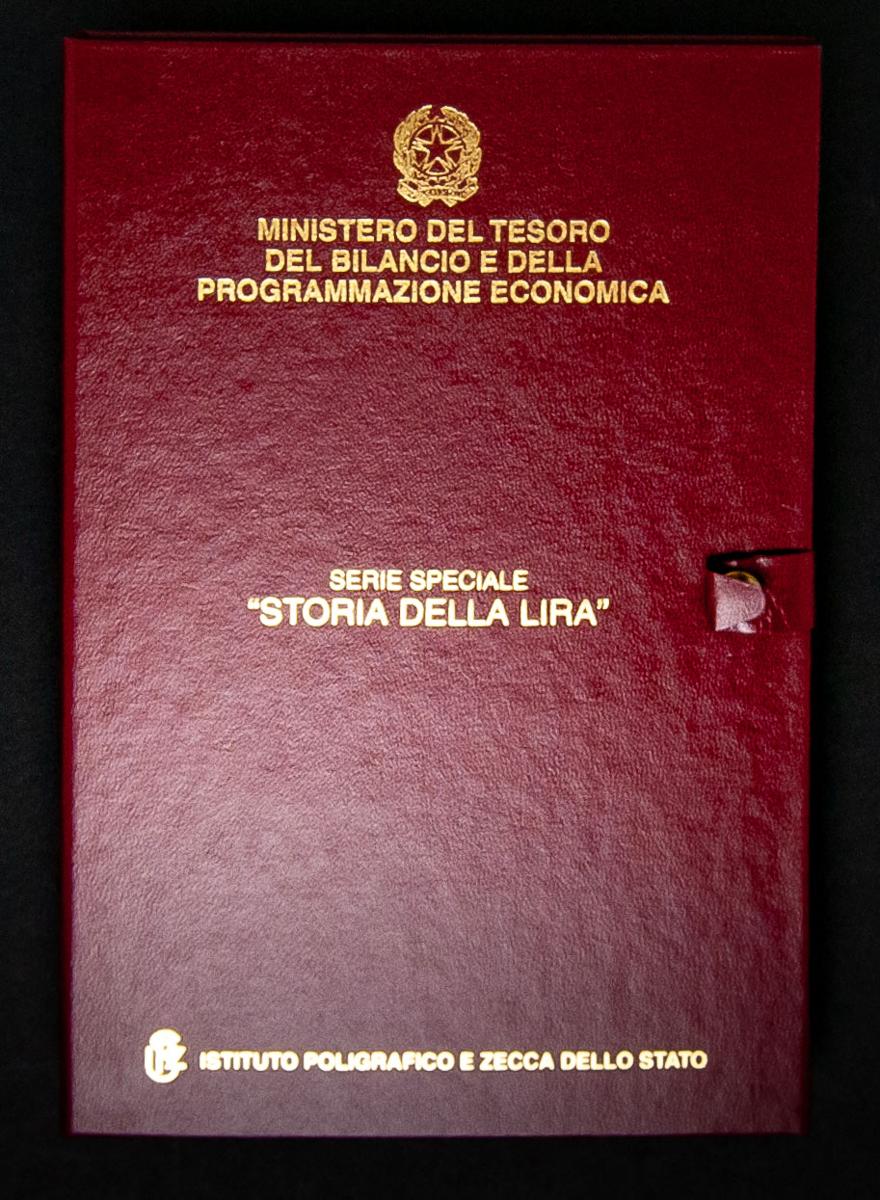 MINISTERO DEL TESORO
DEL BILANCIO E DELLA
PROGRAMMAZIONE ECONOMICA
SERIE SPECIALE
"STORIA DELLA LIRA"
ISTITUTO POLIGRAFICO E ZECCA DELLO STATO